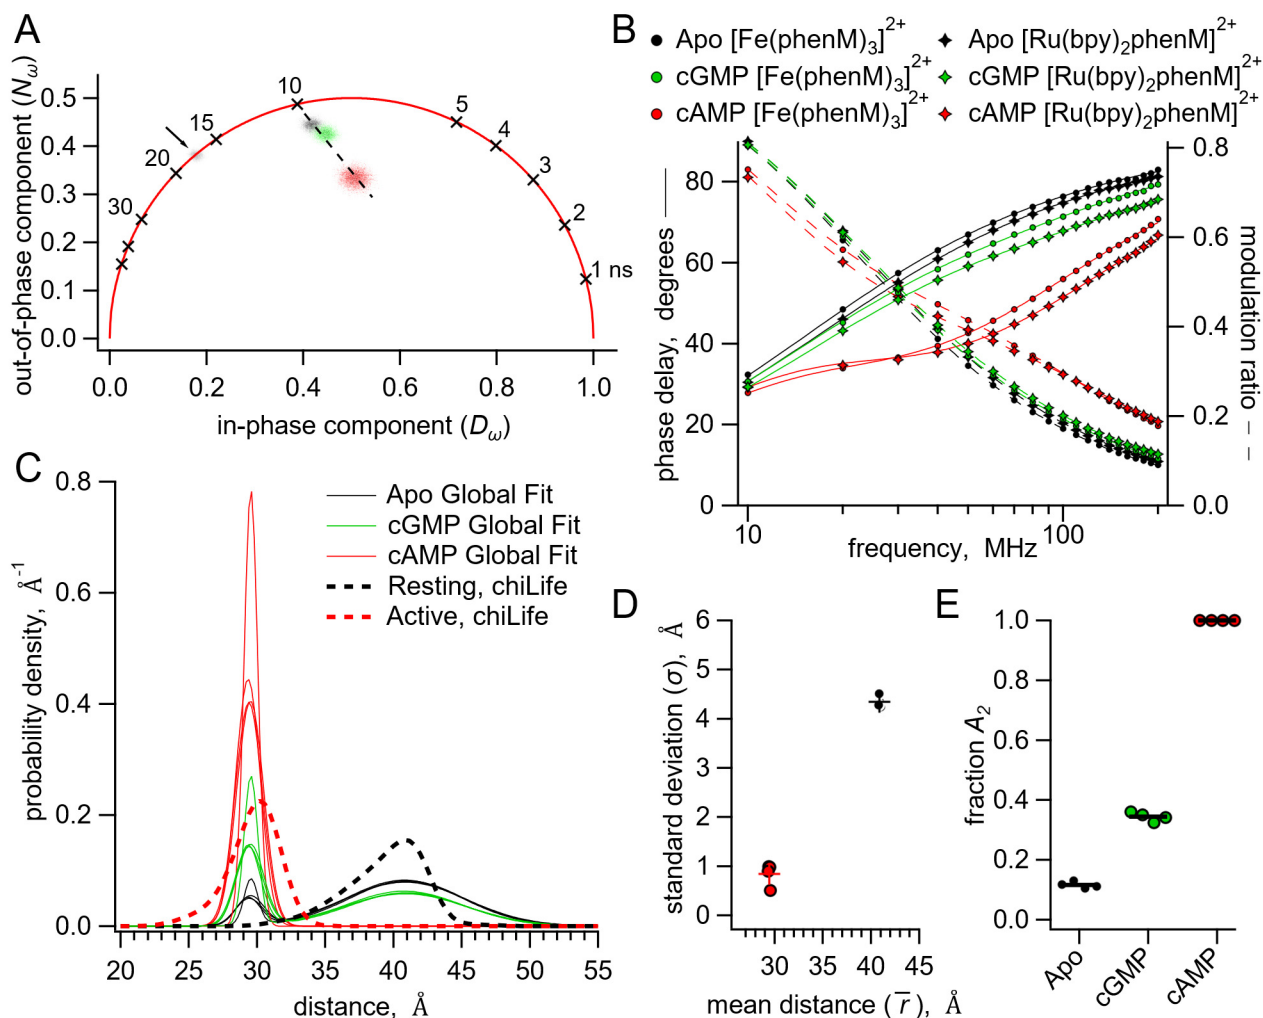 A
out-of-phase component (Nω)
0.5
0.4
0.3
0.2
0.1
0.0
10
15
20
30
5
4
3
2
1 ns
0.0 0.2 0.4 0.6 0.8 1.0
in-phase component (Dω)
B
Apo [Fe(phenM)3]2+ Apo [Ru(bpy)2phenM]2+
cGMP [Fe(phenM)3]2+ cGMP [Ru(bpy)2phenM]2+
cAMP [Fe(phenM)3]2+ cAMP [Ru(bpy)2phenM]2+
phase delay, degrees
80
60
40
20
0
modulation ratio
0.8
0.6
0.4
0.2
0.0
10 100
frequency, MHz
C
probability density, Å-1
0.8
0.6
0.4
0.2
0.0
Apo Global Fit
cGMP Global Fit
cAMP Global Fit
Resting, chiLife
Active, chiLife
20 25 30 35 40 45 50 55
distance, Å
D
standard deviation (σ), Å
6
5
4
3
2
1
0
30 35 40 45
mean distance (r̅), Å
E
fraction A2
1.0
0.8
0.6
0.4
0.2
0.0
Apo
cGMP
cAMP